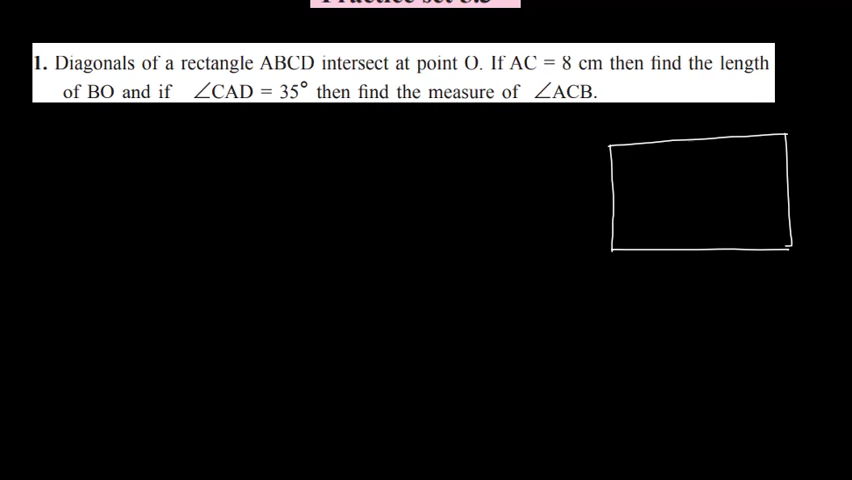 1. Diagonals of a rectangle ABCD intersect at point O. If AC = 8 cm then find the length
of BO and if ∠CAD = 35° then find the measure of ∠ACB.